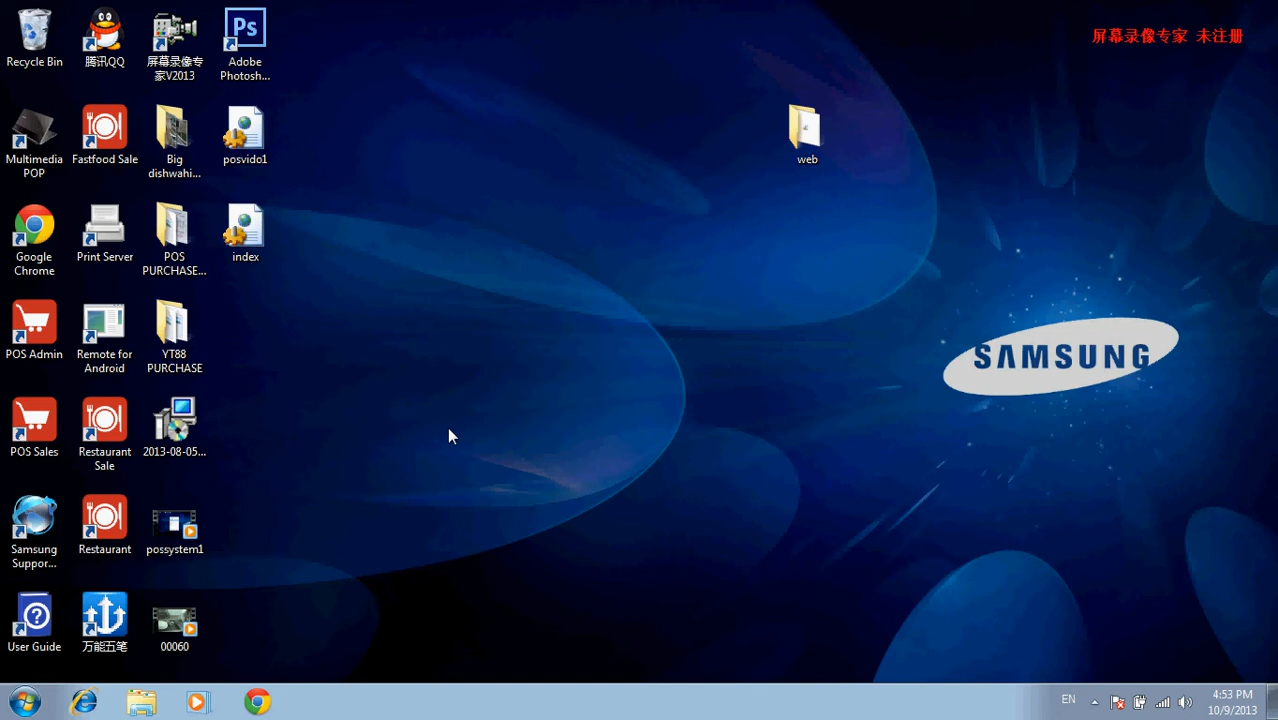 屏幕录像专家 未注册
Recycle Bin
腾讯QQ
屏幕录像专
家V2013
Ps
Adobe
Photosh...
Multimedia
POP
Fastfood Sale
Big
dishwahi...
posvido1
web
Google
Chrome
Print Server
POS
PURCHASE...
index
POS Admin
Remote for
Android
YT88
PURCHASE
SAMSUNG
POS Sales
Restaurant
Sale
2013-08-05...
Samsung
Suppor...
Restaurant
possystem1
User Guide
万能五笔
00060
EN
4:53 PM
10/9/2013